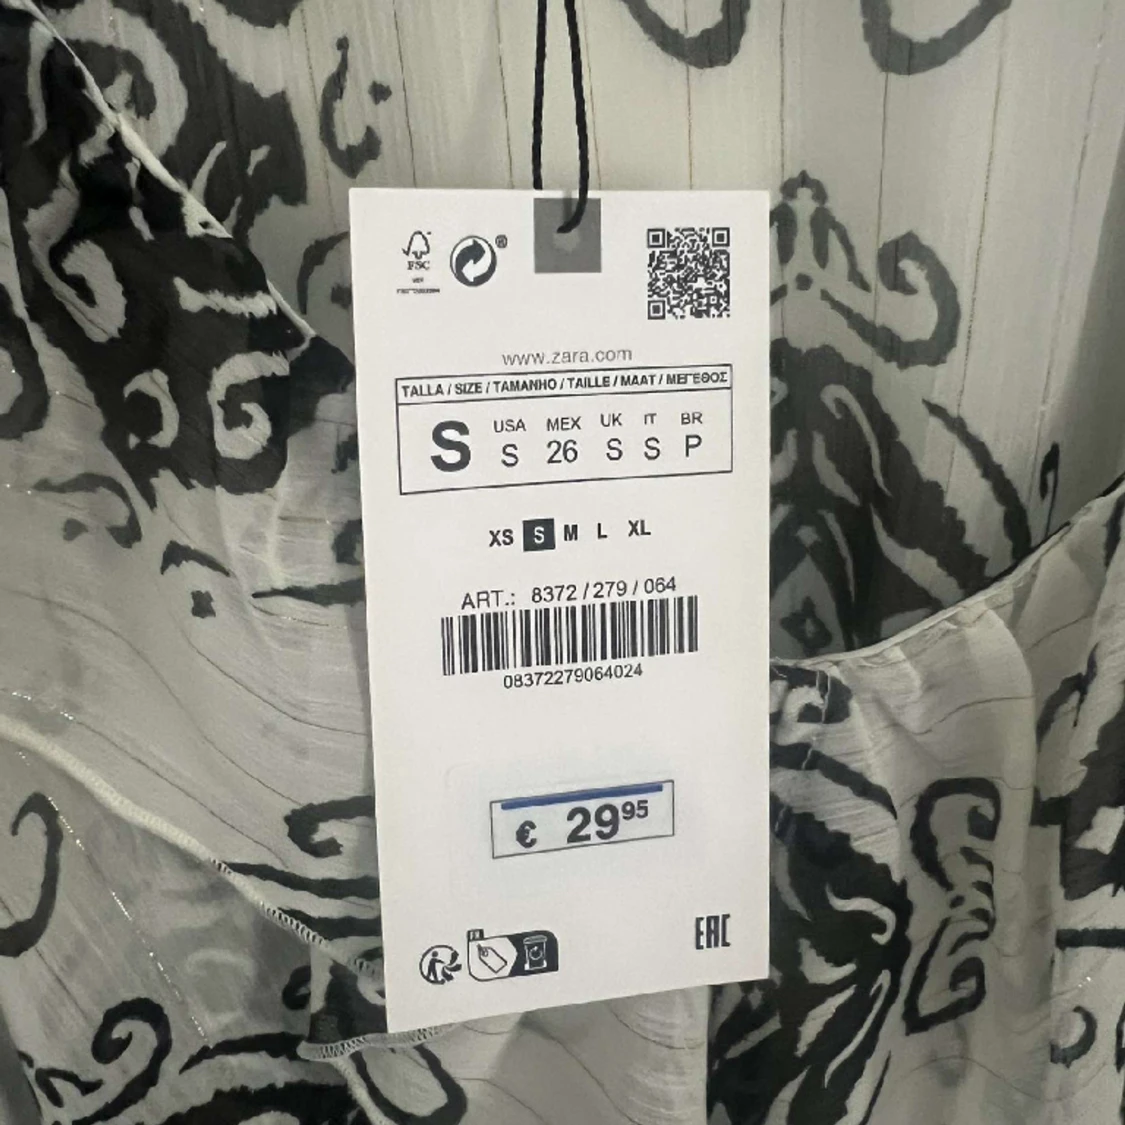 FSC
®
www.zara.com
TALLA / SIZE / TAMANHO / TAILLE / MAAT / ΜΕΓΕΘΟΣ
S USA MEX UK IT BR
S 26 S S P
XS S M L XL
ART.: 8372 / 279 / 064
08372279064024
€ 29 95
FR
EAC